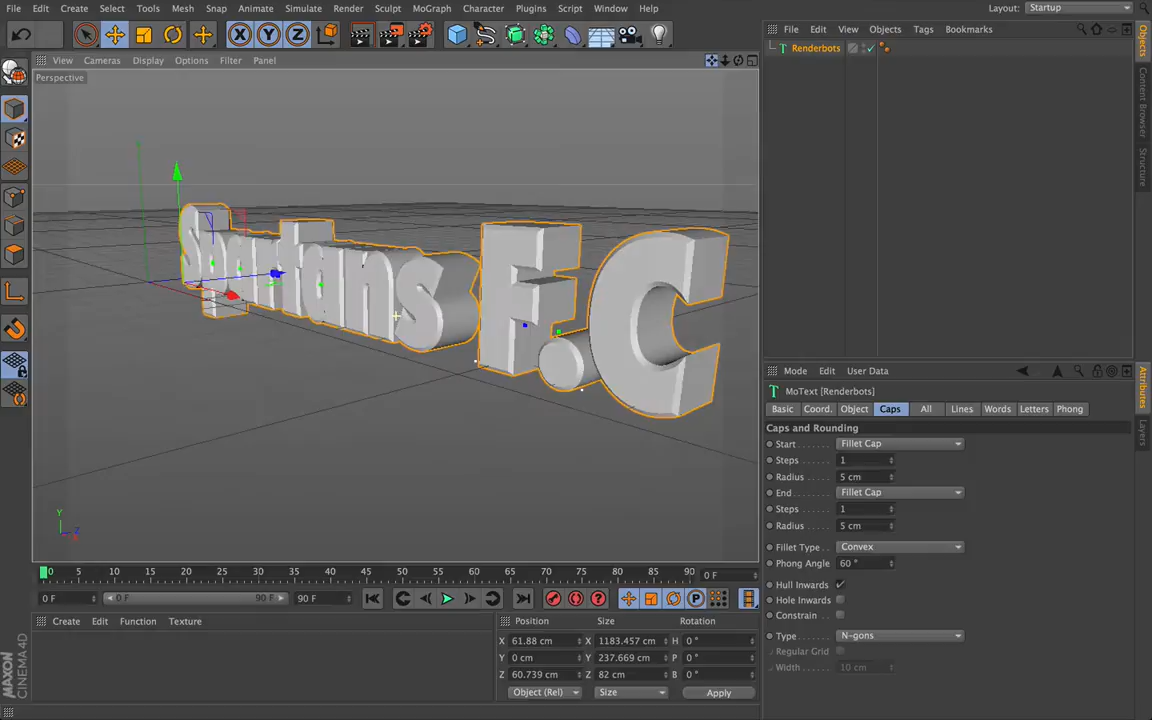 File Edit Create Select Tools Mesh Snap Animate Simulate Render Sculpt MoGraph Character Plugins Script Window Help Layout: Startup
X Y Z
File Edit View Objects Tags Bookmarks
View Cameras Display Options Filter Panel
Perspective
Renderbots
Objects
Content Browser
Structure
Spartans F.C
Y
Z
X
Mode Edit User Data
MoText [Renderbots]
Basic Coord. Object Caps All Lines Words Letters Phong
Attributes
Layers
Caps and Rounding
Start Fillet Cap
Steps 1
Radius 5 cm
End Fillet Cap
Steps 1
Radius 5 cm
Fillet Type Convex
Phong Angle 60 °
Hull Inwards
Hole Inwards
Constrain
Type N-gons
Regular Grid
Width 10 cm
0 5 10 15 20 25 30 35 40 45 50 55 60 65 70 75 80 85 90 0 F
0 F 0 F 90 F 90 F
Create Edit Function Texture
Position Size Rotation
X 61.88 cm X 1183.457 cm H 0 °
Y 0 cm Y 237.669 cm P 0 °
Z 60.739 cm Z 82 cm B 0 °
Object (Rel) Size Apply
MAXON
CINEMA 4D